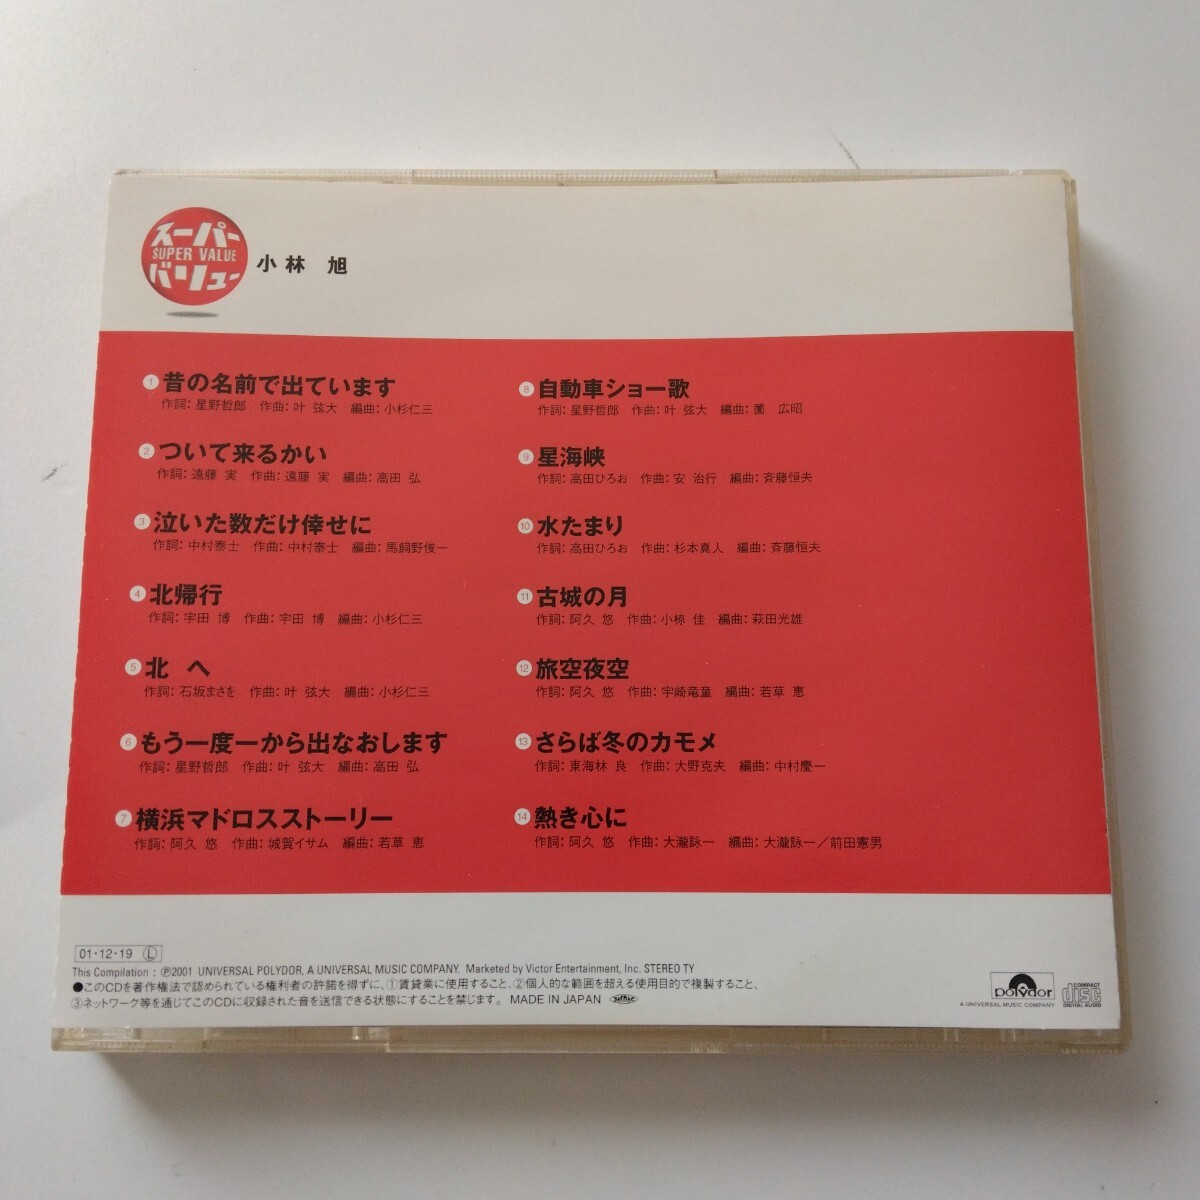 スーパー
SUPER VALUE
バリュー
小林 旭
1 昔の名前で出ています
作詞：星野哲郎 作曲：叶 弦大 編曲：小杉仁三
2 ついて来るかい
作詞：遠藤 実 作曲：遠藤 実 編曲：高田 弘
3 泣いた数だけ倖せに
作詞：中村泰士 作曲：中村泰士 編曲：馬飼野俊一
4 北帰行
作詞：宇田 博 作曲：宇田 博 編曲：小杉仁三
5 北 へ
作詞：石坂まさを 作曲：叶 弦大 編曲：小杉仁三
6 もう一度一から出なおします
作詞：星野哲郎 作曲：叶 弦大 編曲：高田 弘
7 横浜マドロスストーリー
作詞：阿久 悠 作曲：城賀イサム 編曲：若草 恵
8 自動車ショー歌
作詞：星野哲郎 作曲：叶 弦大 編曲：薗 広昭
9 星海峡
作詞：高田ひろお 作曲：安 治行 編曲：斉藤恒夫
10 水たまり
作詞：高田ひろお 作曲：杉本真人 編曲：斉藤恒夫
11 古城の月
作詞：阿久 悠 作曲：小椋 佳 編曲：萩田光雄
12 旅空夜空
作詞：阿久 悠 作曲：宇崎竜童 編曲：若草 恵
13 さらば冬のカモメ
作詞：東海林 良 作曲：大野克夫 編曲：中村慶一
14 熱き心に
作詞：阿久 悠 作曲：大瀧詠一 編曲：大瀧詠一／前田憲男
01・12・19 Ⓛ
This Compilation : ℗2001 UNIVERSAL POLYDOR, A UNIVERSAL MUSIC COMPANY. Marketed by Victor Entertainment, Inc. STEREO TY
●このCDを著作権法で認められている権利者の許諾を得ずに、①賃貸業に使用すること、②個人的な範囲を超える使用目的で複製すること、
③ネットワーク等を通じてこのCDに収録された音を送信できる状態にすることを禁じます。 MADE IN JAPAN
polydor
A UNIVERSAL MUSIC COMPANY
COMPACT
disc
DIGITAL AUDIO